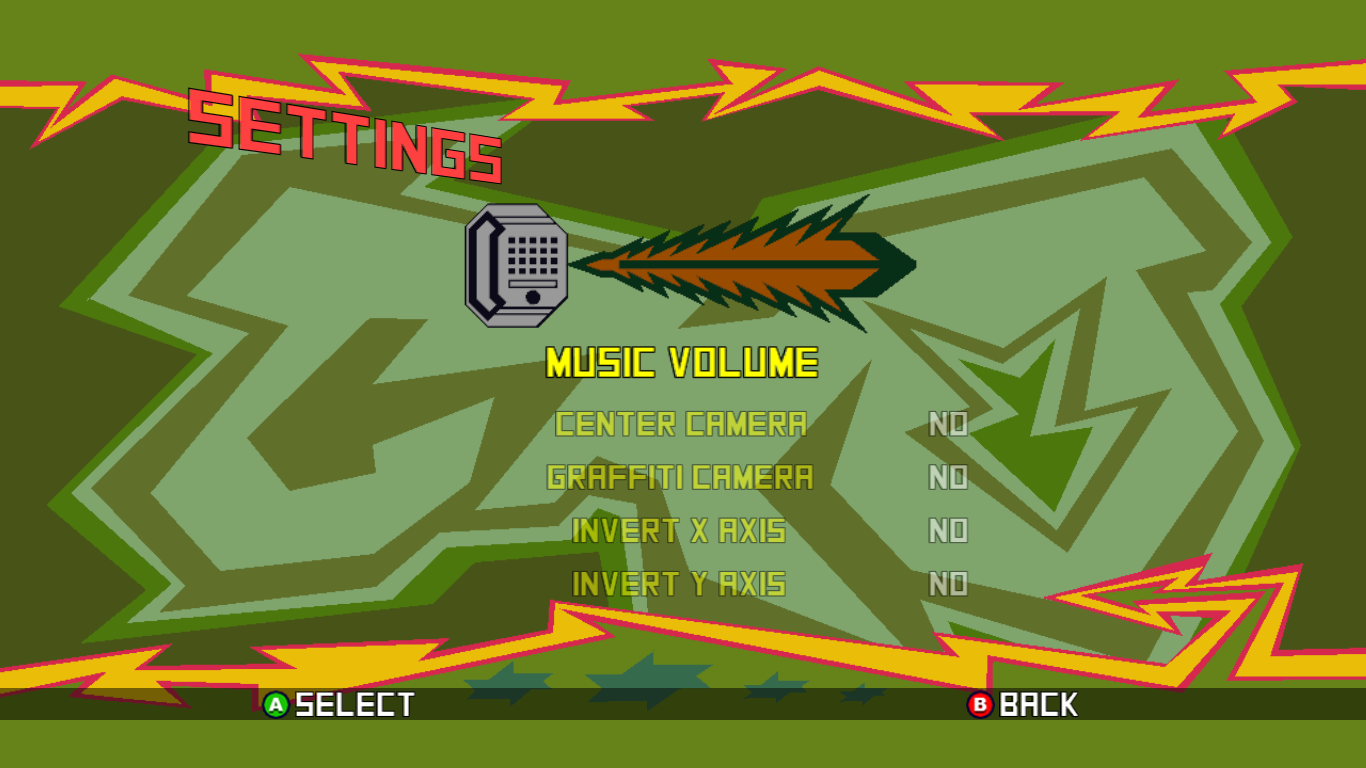 SETTINGS
MUSIC VOLUME
CENTER CAMERA NO
GRAFFITI CAMERA NO
INVERT X AXIS NO
INVERT Y AXIS NO
A SELECT B BACK